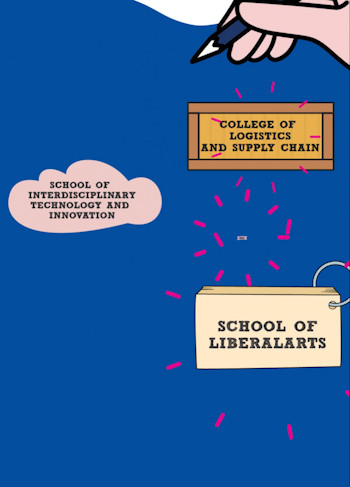 COLLEGE OF
LOGISTICS
AND SUPPLY CHAIN
SCHOOL OF
INTERDISCIPLINARY
TECHNOLOGY AND
INNOVATION
SCHOOL OF
LIBERALARTS